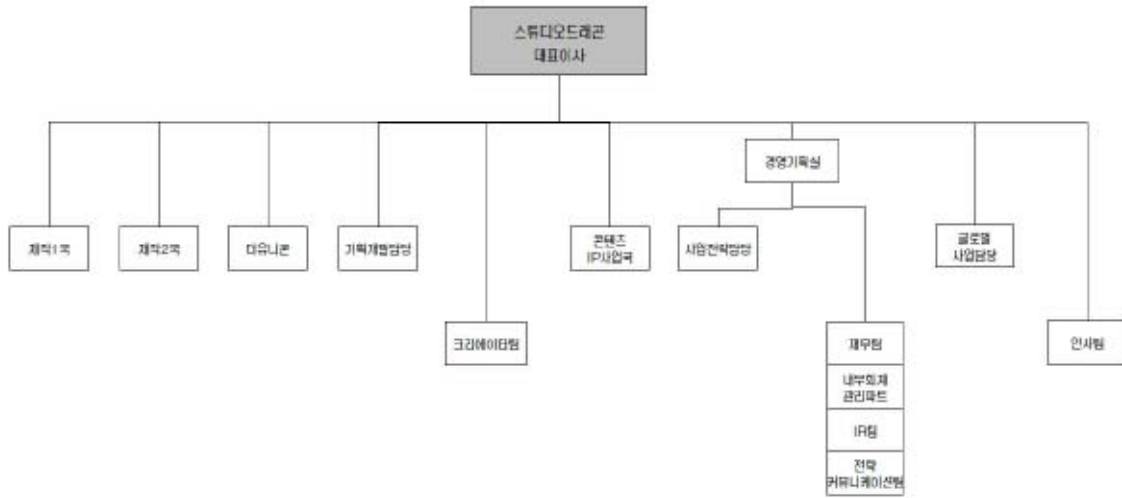 스튜디오드래곤
대표이사
경영기획실
제작1국
제작2국
더유니콘
기획개발담당
콘텐츠
IP사업국
사업전략담당
글로벌
사업담당
크리에이터팀
재무팀
내부회계
관리파트
IR팀
전략
커뮤니케이션팀
인사팀